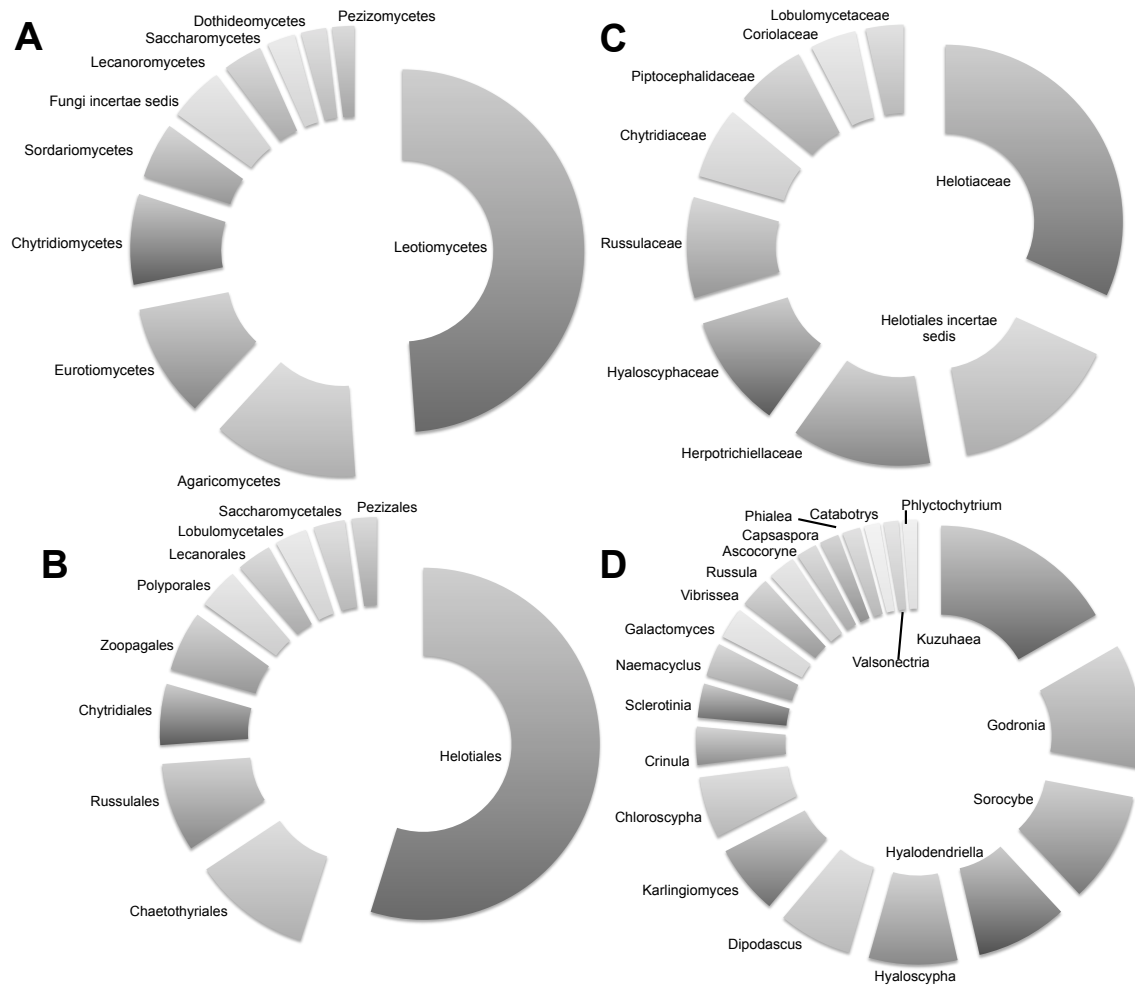 A
Pezizomycetes
Dothideomycetes
Saccharomycetes
Lecanoromycetes
Fungi incertae sedis
Sordariomycetes
Chytridiomycetes
Eurotiomycetes
Agaricomycetes
Leotiomycetes
B
Pezizales
Saccharomycetales
Lobulomycetales
Lecanorales
Polyporales
Zoopagales
Chytridiales
Russulales
Chaetothyriales
Helotiales
C
Lobulomycetaceae
Coriolaceae
Piptocephalidaceae
Chytridiaceae
Russulaceae
Hyaloscyphaceae
Herpotrichiellaceae
Helotiales incertae
sedis
Helotiaceae
D
Phlyctochytrium
Valsonectria
Catabotrys
Phialea
Capsaspora
Ascocoryne
Russula
Vibrissea
Galactomyces
Naemacyclus
Sclerotinia
Crinula
Chloroscypha
Karlingiomyces
Dipodascus
Hyaloscypha
Hyalodendriella
Sorocybe
Godronia
Kuzuhaea